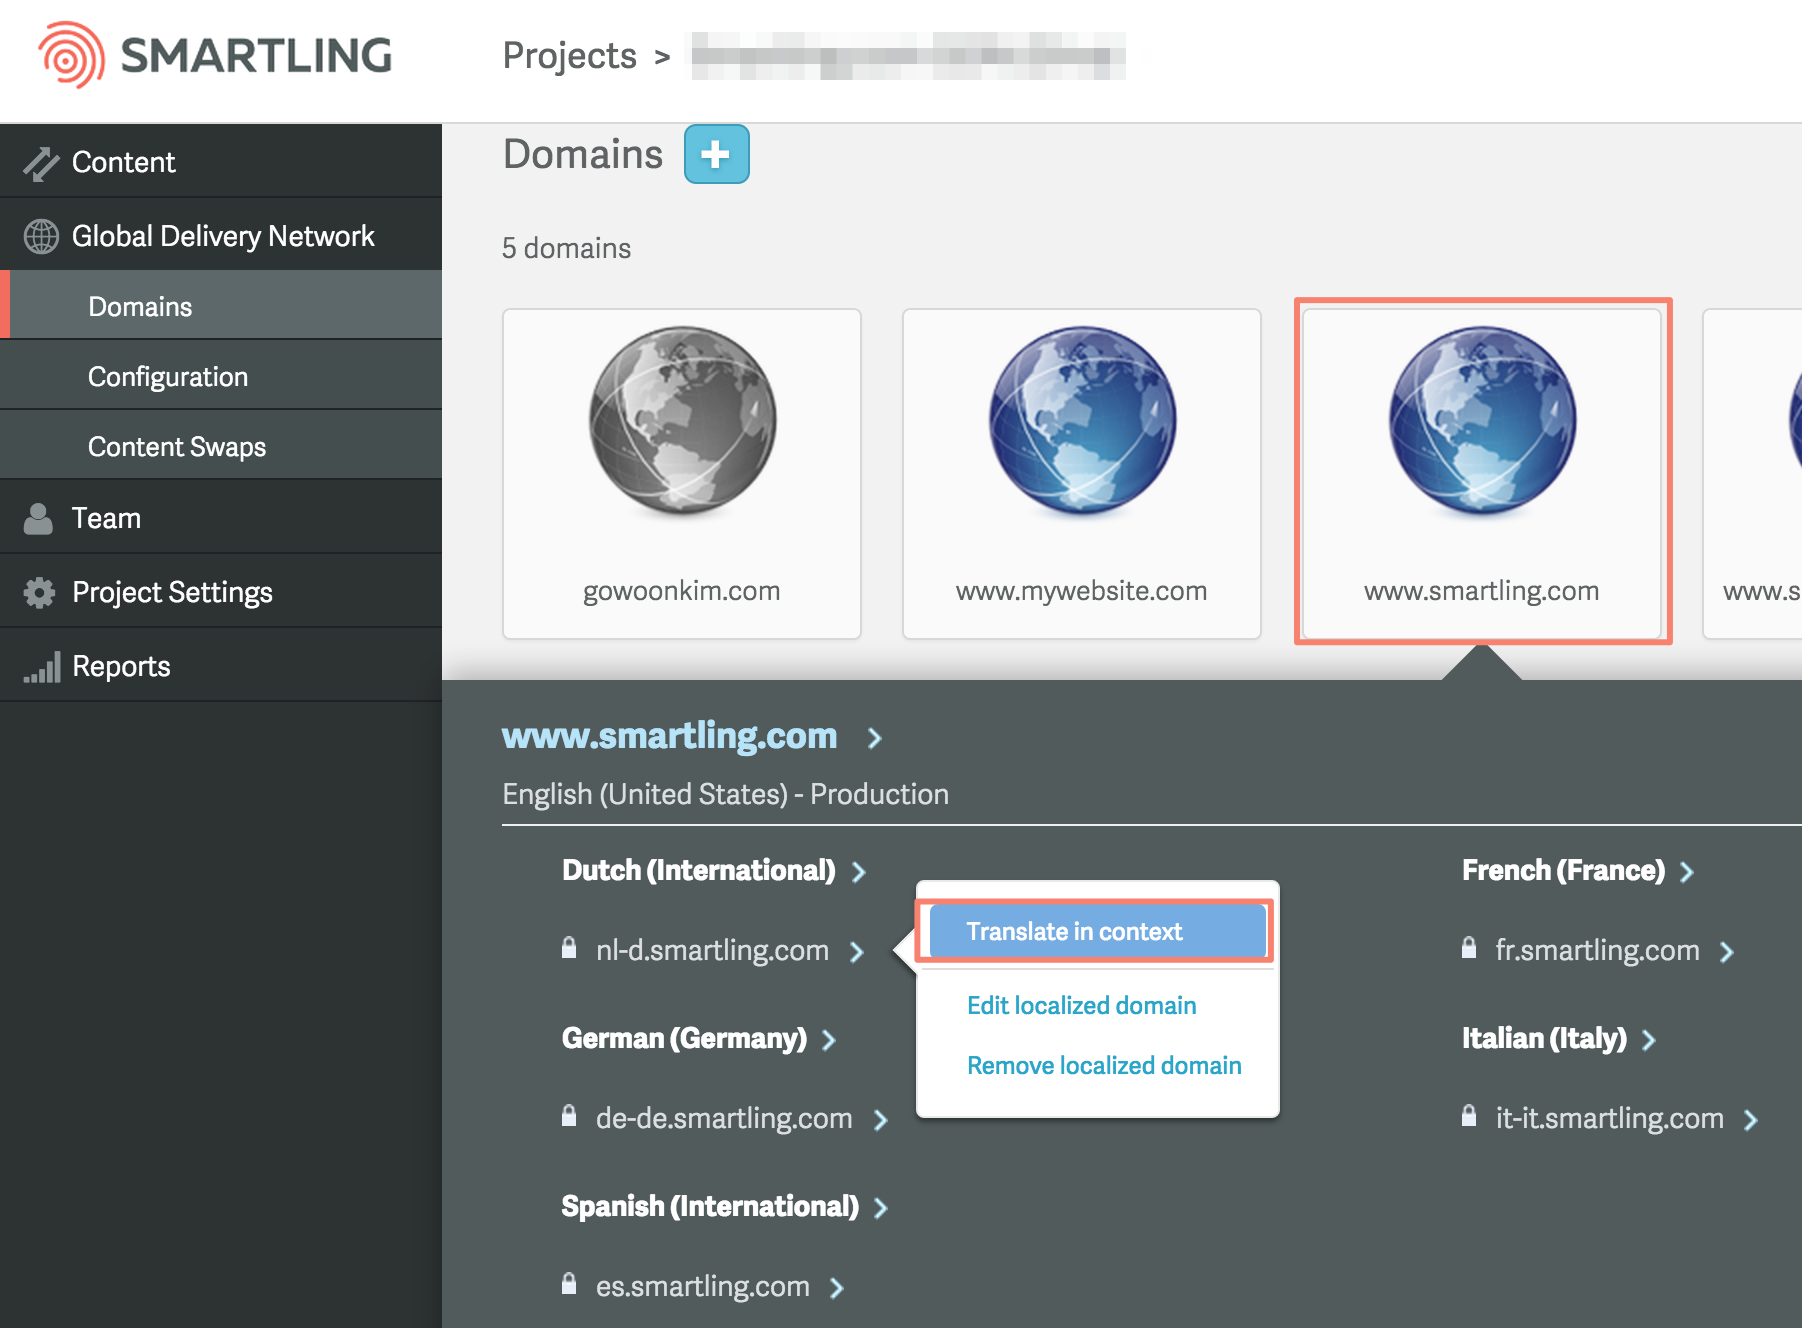 SMARTLING
Projects >
Content
Global Delivery Network
Domains
Configuration
Content Swaps
Team
Project Settings
Reports
Domains +
5 domains
gowoonkim.com
www.mywebsite.com
www.smartling.com
www.s
www.smartling.com
English (United States) - Production
Dutch (International)
nl-d.smartling.com
Translate in context
Edit localized domain
Remove localized domain
German (Germany)
de-de.smartling.com
Spanish (International)
es.smartling.com
French (France)
fr.smartling.com
Italian (Italy)
it-it.smartling.com